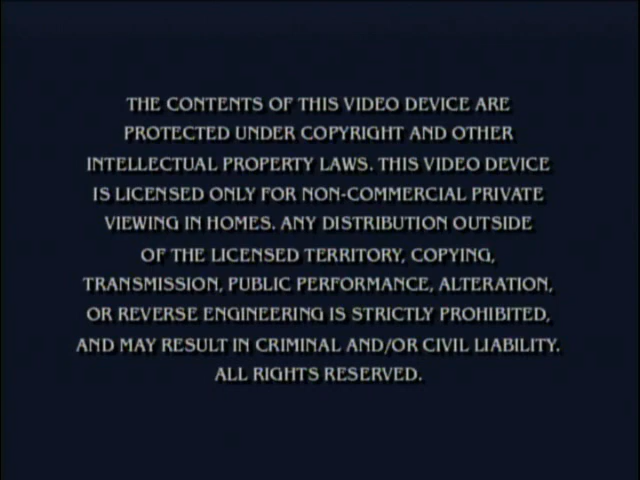 THE CONTENTS OF THIS VIDEO DEVICE ARE
PROTECTED UNDER COPYRIGHT AND OTHER
INTELLECTUAL PROPERTY LAWS. THIS VIDEO DEVICE
IS LICENSED ONLY FOR NON-COMMERCIAL PRIVATE
VIEWING IN HOMES. ANY DISTRIBUTION OUTSIDE
OF THE LICENSED TERRITORY, COPYING,
TRANSMISSION, PUBLIC PERFORMANCE, ALTERATION,
OR REVERSE ENGINEERING IS STRICTLY PROHIBITED,
AND MAY RESULT IN CRIMINAL AND/OR CIVIL LIABILITY.
ALL RIGHTS RESERVED.